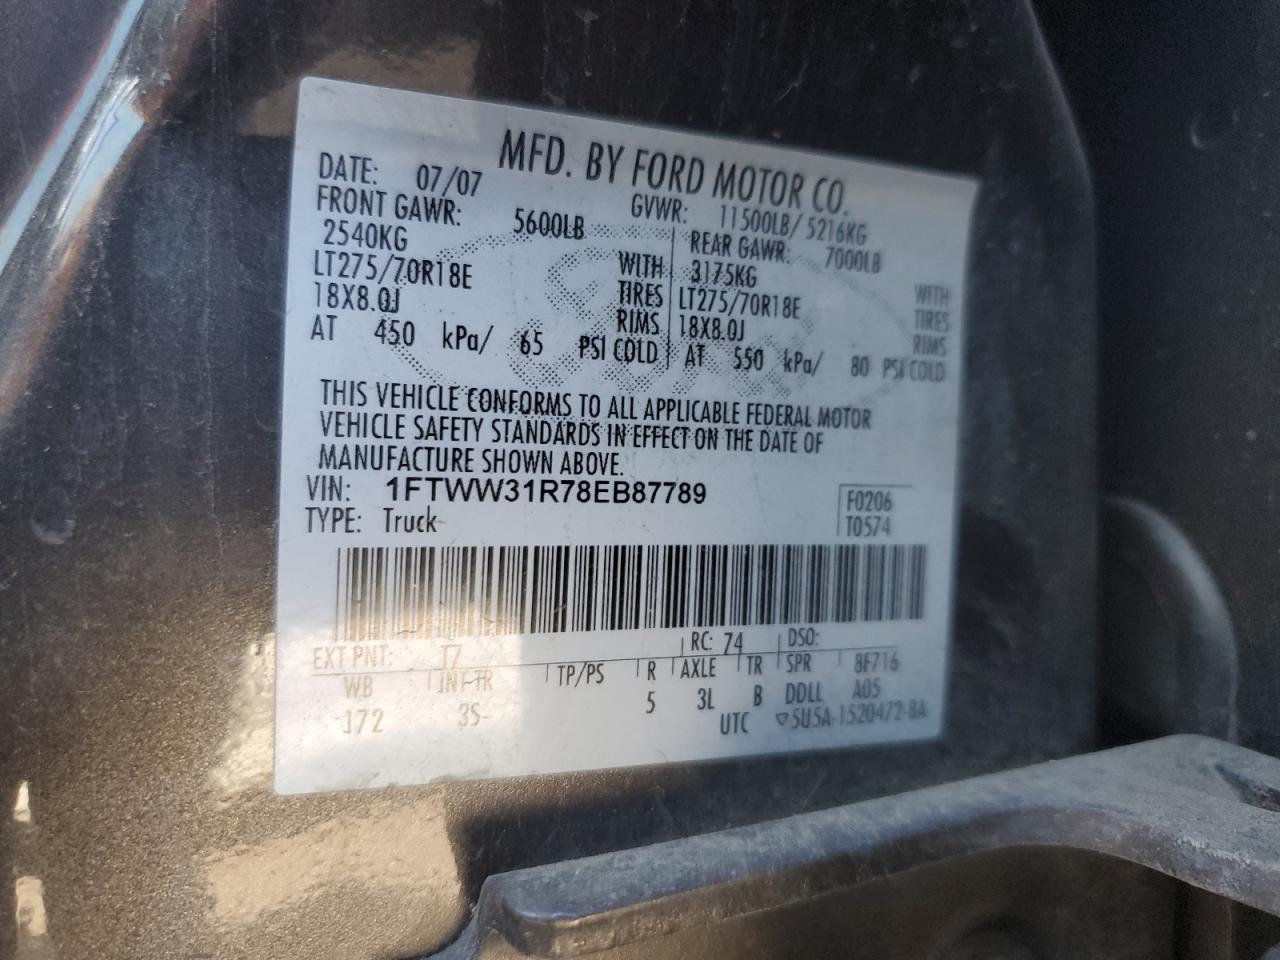 MFD. BY FORD MOTOR CO.
DATE: 07/07 GVWR: 11500LB/ 5216KG
FRONT GAWR: 5600LB REAR GAWR: 7000LB
2540KG WITH 3175KG WITH
LT275/70R18E TIRES LT275/70R18E TIRES
18X8.0J RIMS 18X8.0J RIMS
AT 450 kPa/ 65 PSI COLD AT 550 kPa/ 80 PSI COLD
THIS VEHICLE CONFORMS TO ALL APPLICABLE FEDERAL MOTOR
VEHICLE SAFETY STANDARDS IN EFFECT ON THE DATE OF
MANUFACTURE SHOWN ABOVE.
VIN: 1FTWW31R78EB87789
TYPE: Truck
F0206
T0574
EXT PNT: T7 RC: 74 DSO:
WB INT TR TP/PS R AXLE TR SPR 8F716
172 3S- 5 3L B DDLL A05
UTC ▽5U5A-1520472-BA